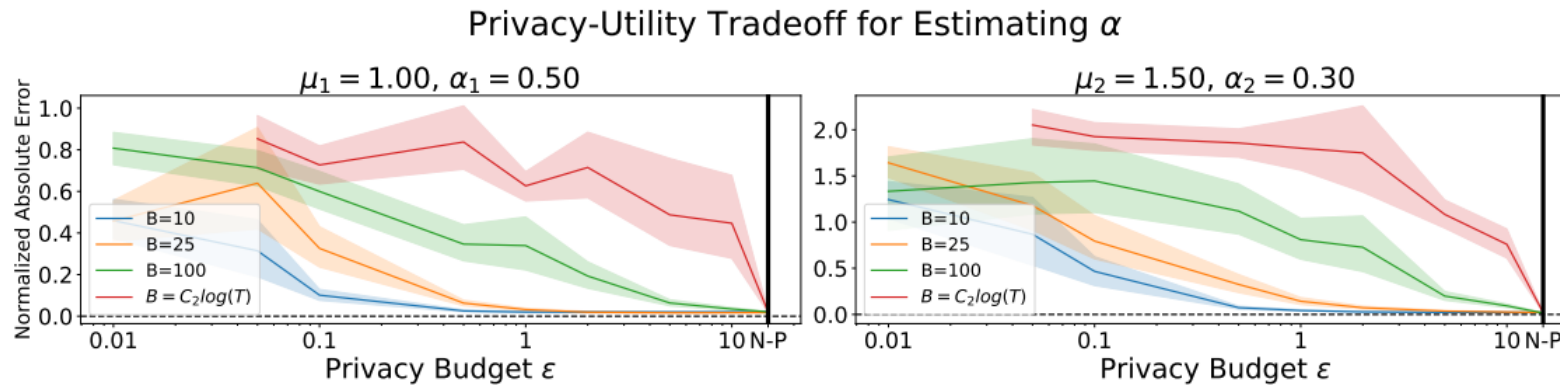 Privacy-Utility Tradeoff for Estimating α
μ₁ = 1.00, α₁ = 0.50
Normalized Absolute Error
1.0
0.8
0.6
0.4
0.2
0.0
B=10
B=25
B=100
B = C₂log(T)
0.01 0.1 1 10 N-P
Privacy Budget ε
μ₂ = 1.50, α₂ = 0.30
2.0
1.5
1.0
0.5
0.0
B=10
B=25
B=100
B = C₂log(T)
0.01 0.1 1 10 N-P
Privacy Budget ε